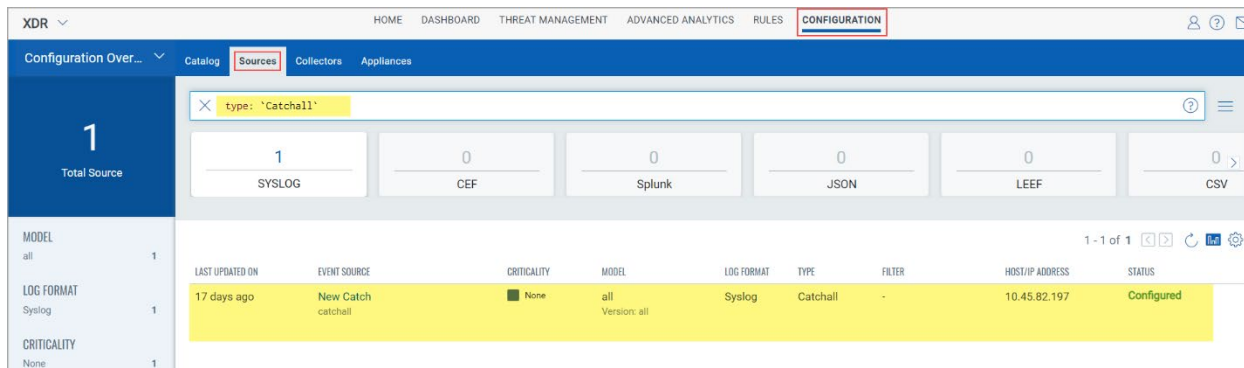 XDR
HOME DASHBOARD THREAT MANAGEMENT ADVANCED ANALYTICS RULES CONFIGURATION
Configuration Over...
Catalog Sources Collectors Appliances
type: `Catchall`
1
Total Source
1
SYSLOG
0
CEF
0
Splunk
0
JSON
0
LEEF
0
CSV
MODEL
all 1
LOG FORMAT
Syslog 1
CRITICALITY
None 1
1 - 1 of 1
LAST UPDATED ON EVENT SOURCE CRITICALITY MODEL LOG FORMAT TYPE FILTER HOST/IP ADDRESS STATUS
17 days ago New Catch None all Syslog Catchall - 10.45.82.197 Configured
catchall Version: all